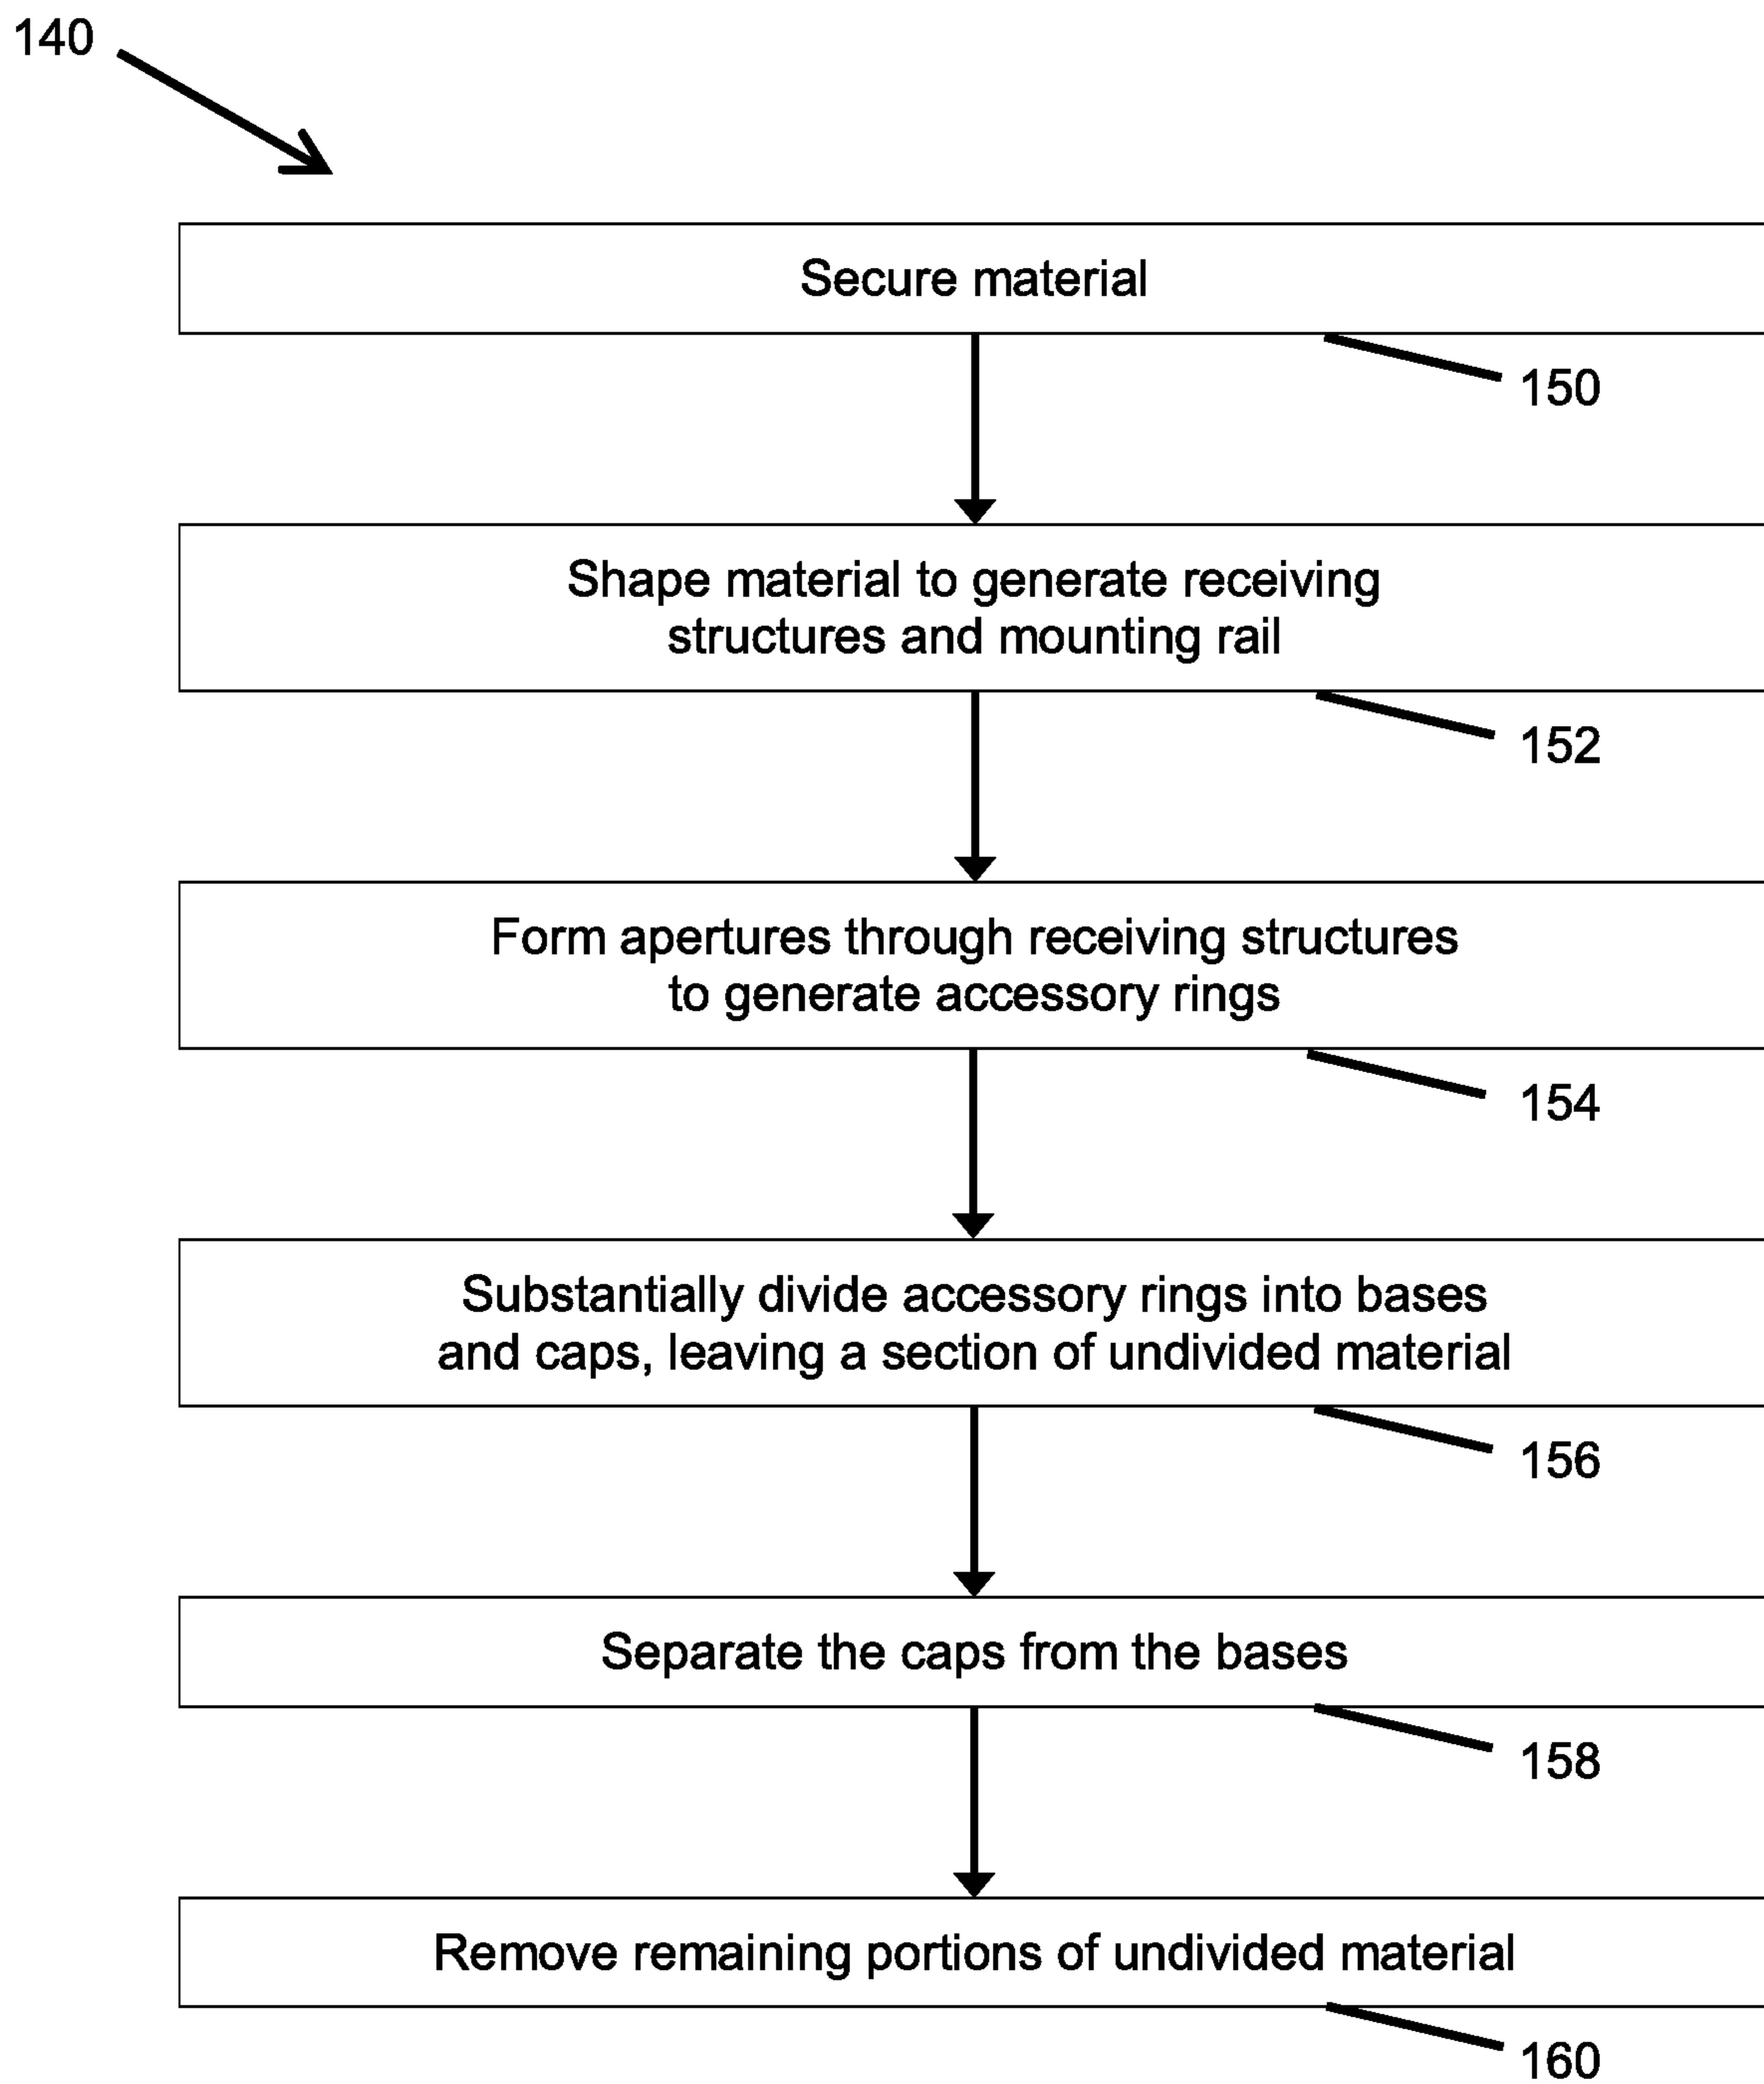 140
Secure material
150
Shape material to generate receiving
structures and mounting rail
152
Form apertures through receiving structures
to generate accessory rings
154
Substantially divide accessory rings into bases
and caps, leaving a section of undivided material
156
Separate the caps from the bases
158
Remove remaining portions of undivided material
160